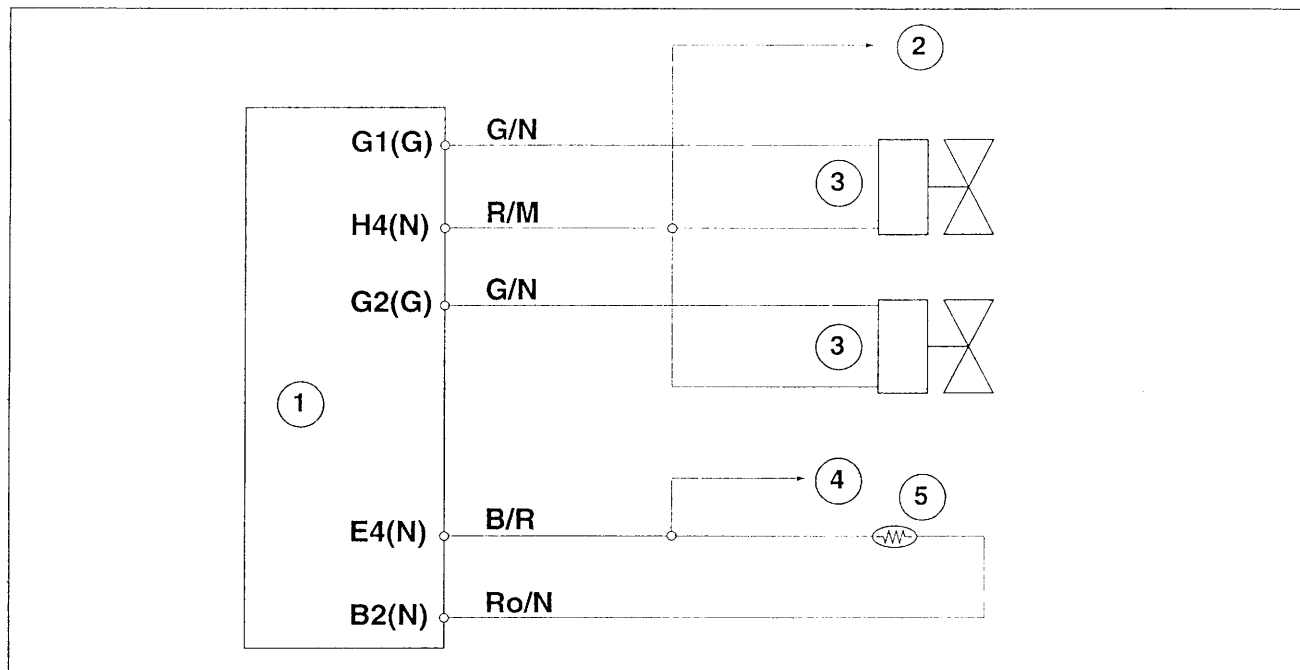 2
G1(G) G/N
3
H4(N) R/M
G2(G) G/N
3
1
4
5
E4(N) B/R
B2(N) Ro/N